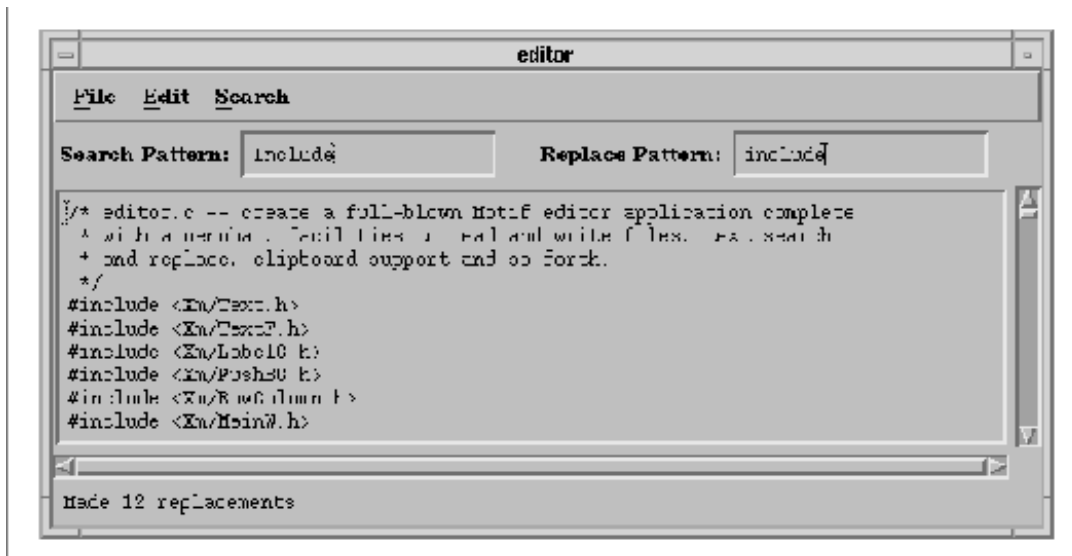 editor
File Edit Search
Search Pattern: Include Replace Pattern: include
/* editor.c -- create a full-blown Motif editor application complete
* with a menubar, facilities to read and write files, text search
* and replace, clipboard support and so forth.
*/
#include <Xm/Text.h>
#include <Xm/TextF.h>
#include <Xm/LabelG.h>
#include <Xm/PushBG.h>
#include <Xm/RowColumn.h>
#include <Xm/MainW.h>
Made 12 replacements